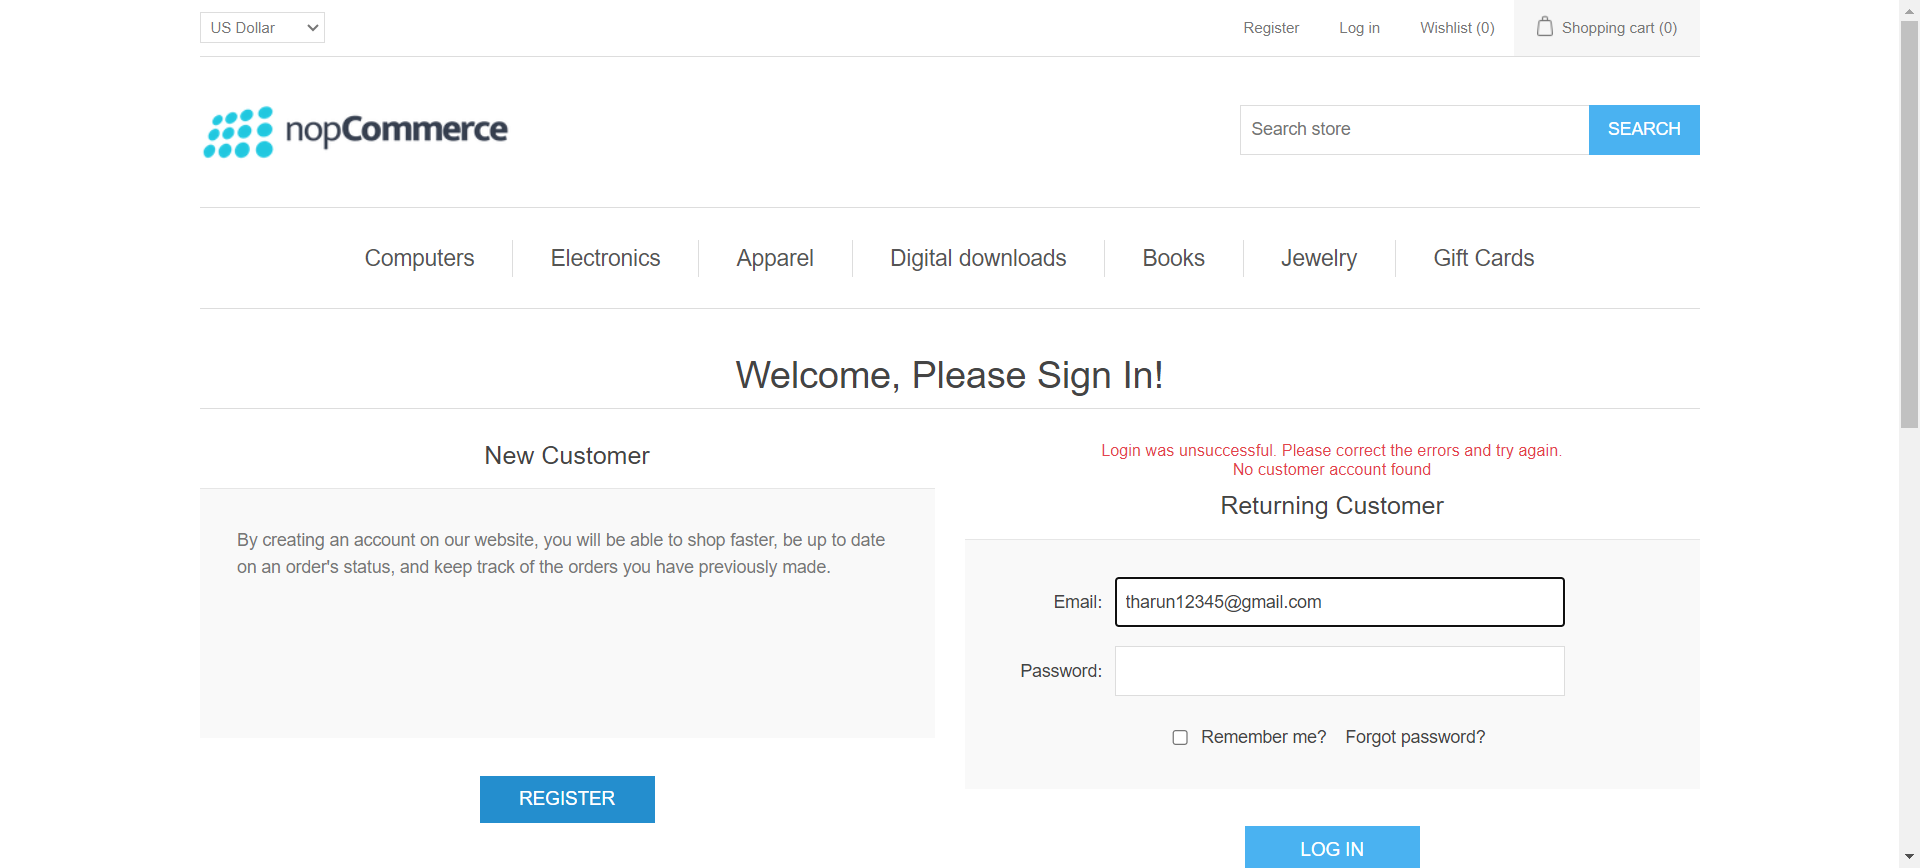 US Dollar
Register
Log in
Wishlist (0)
Shopping cart (0)
nopCommerce
Search store
SEARCH
Computers
Electronics
Apparel
Digital downloads
Books
Jewelry
Gift Cards
Welcome, Please Sign In!
New Customer
By creating an account on our website, you will be able to shop faster, be up to date
on an order's status, and keep track of the orders you have previously made.
REGISTER
Login was unsuccessful. Please correct the errors and try again.
No customer account found
Returning Customer
Email: tharun12345@gmail.com
Password:
Remember me? Forgot password?
LOG IN